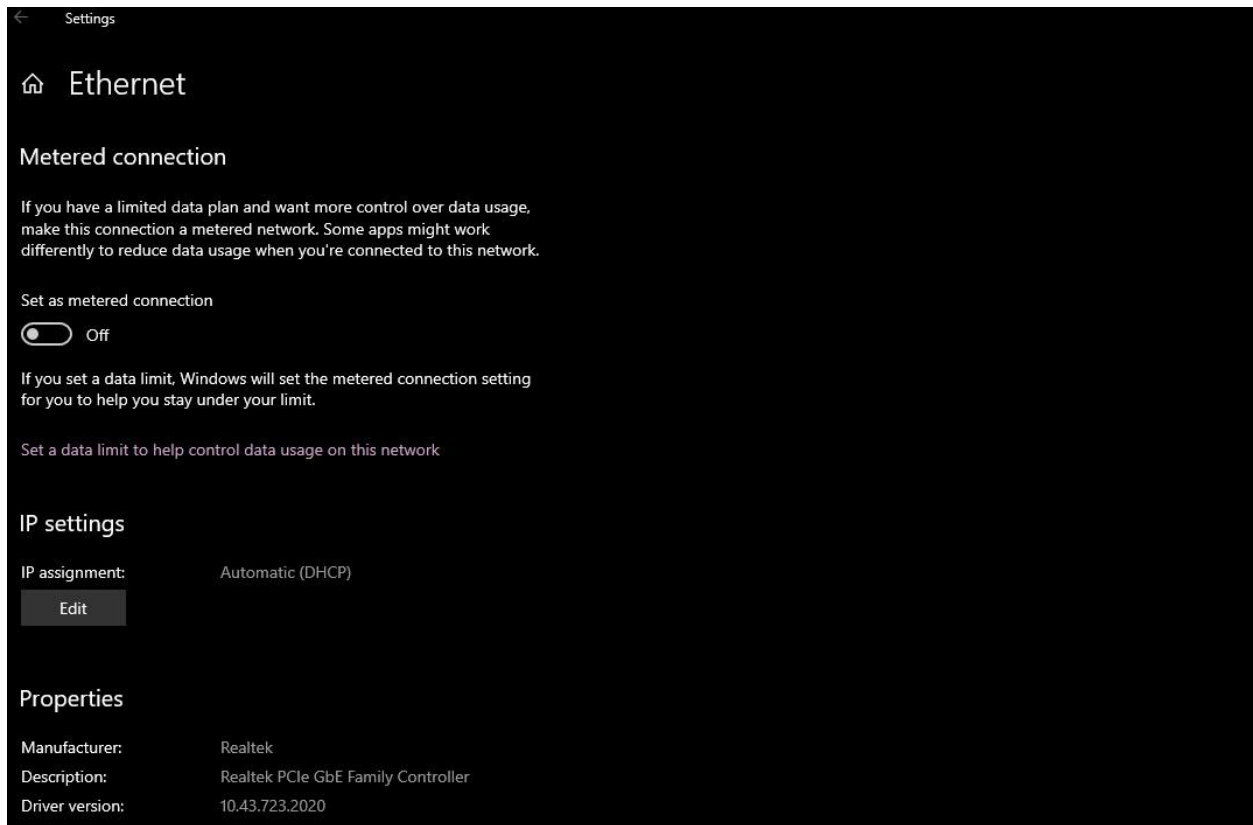 Settings
Ethernet
Metered connection
If you have a limited data plan and want more control over data usage,
make this connection a metered network. Some apps might work
differently to reduce data usage when you're connected to this network.
Set as metered connection
Off
If you set a data limit, Windows will set the metered connection setting
for you to help you stay under your limit.
Set a data limit to help control data usage on this network
IP settings
IP assignment: Automatic (DHCP)
Edit
Properties
Manufacturer: Realtek
Description: Realtek PCIe GbE Family Controller
Driver version: 10.43.723.2020